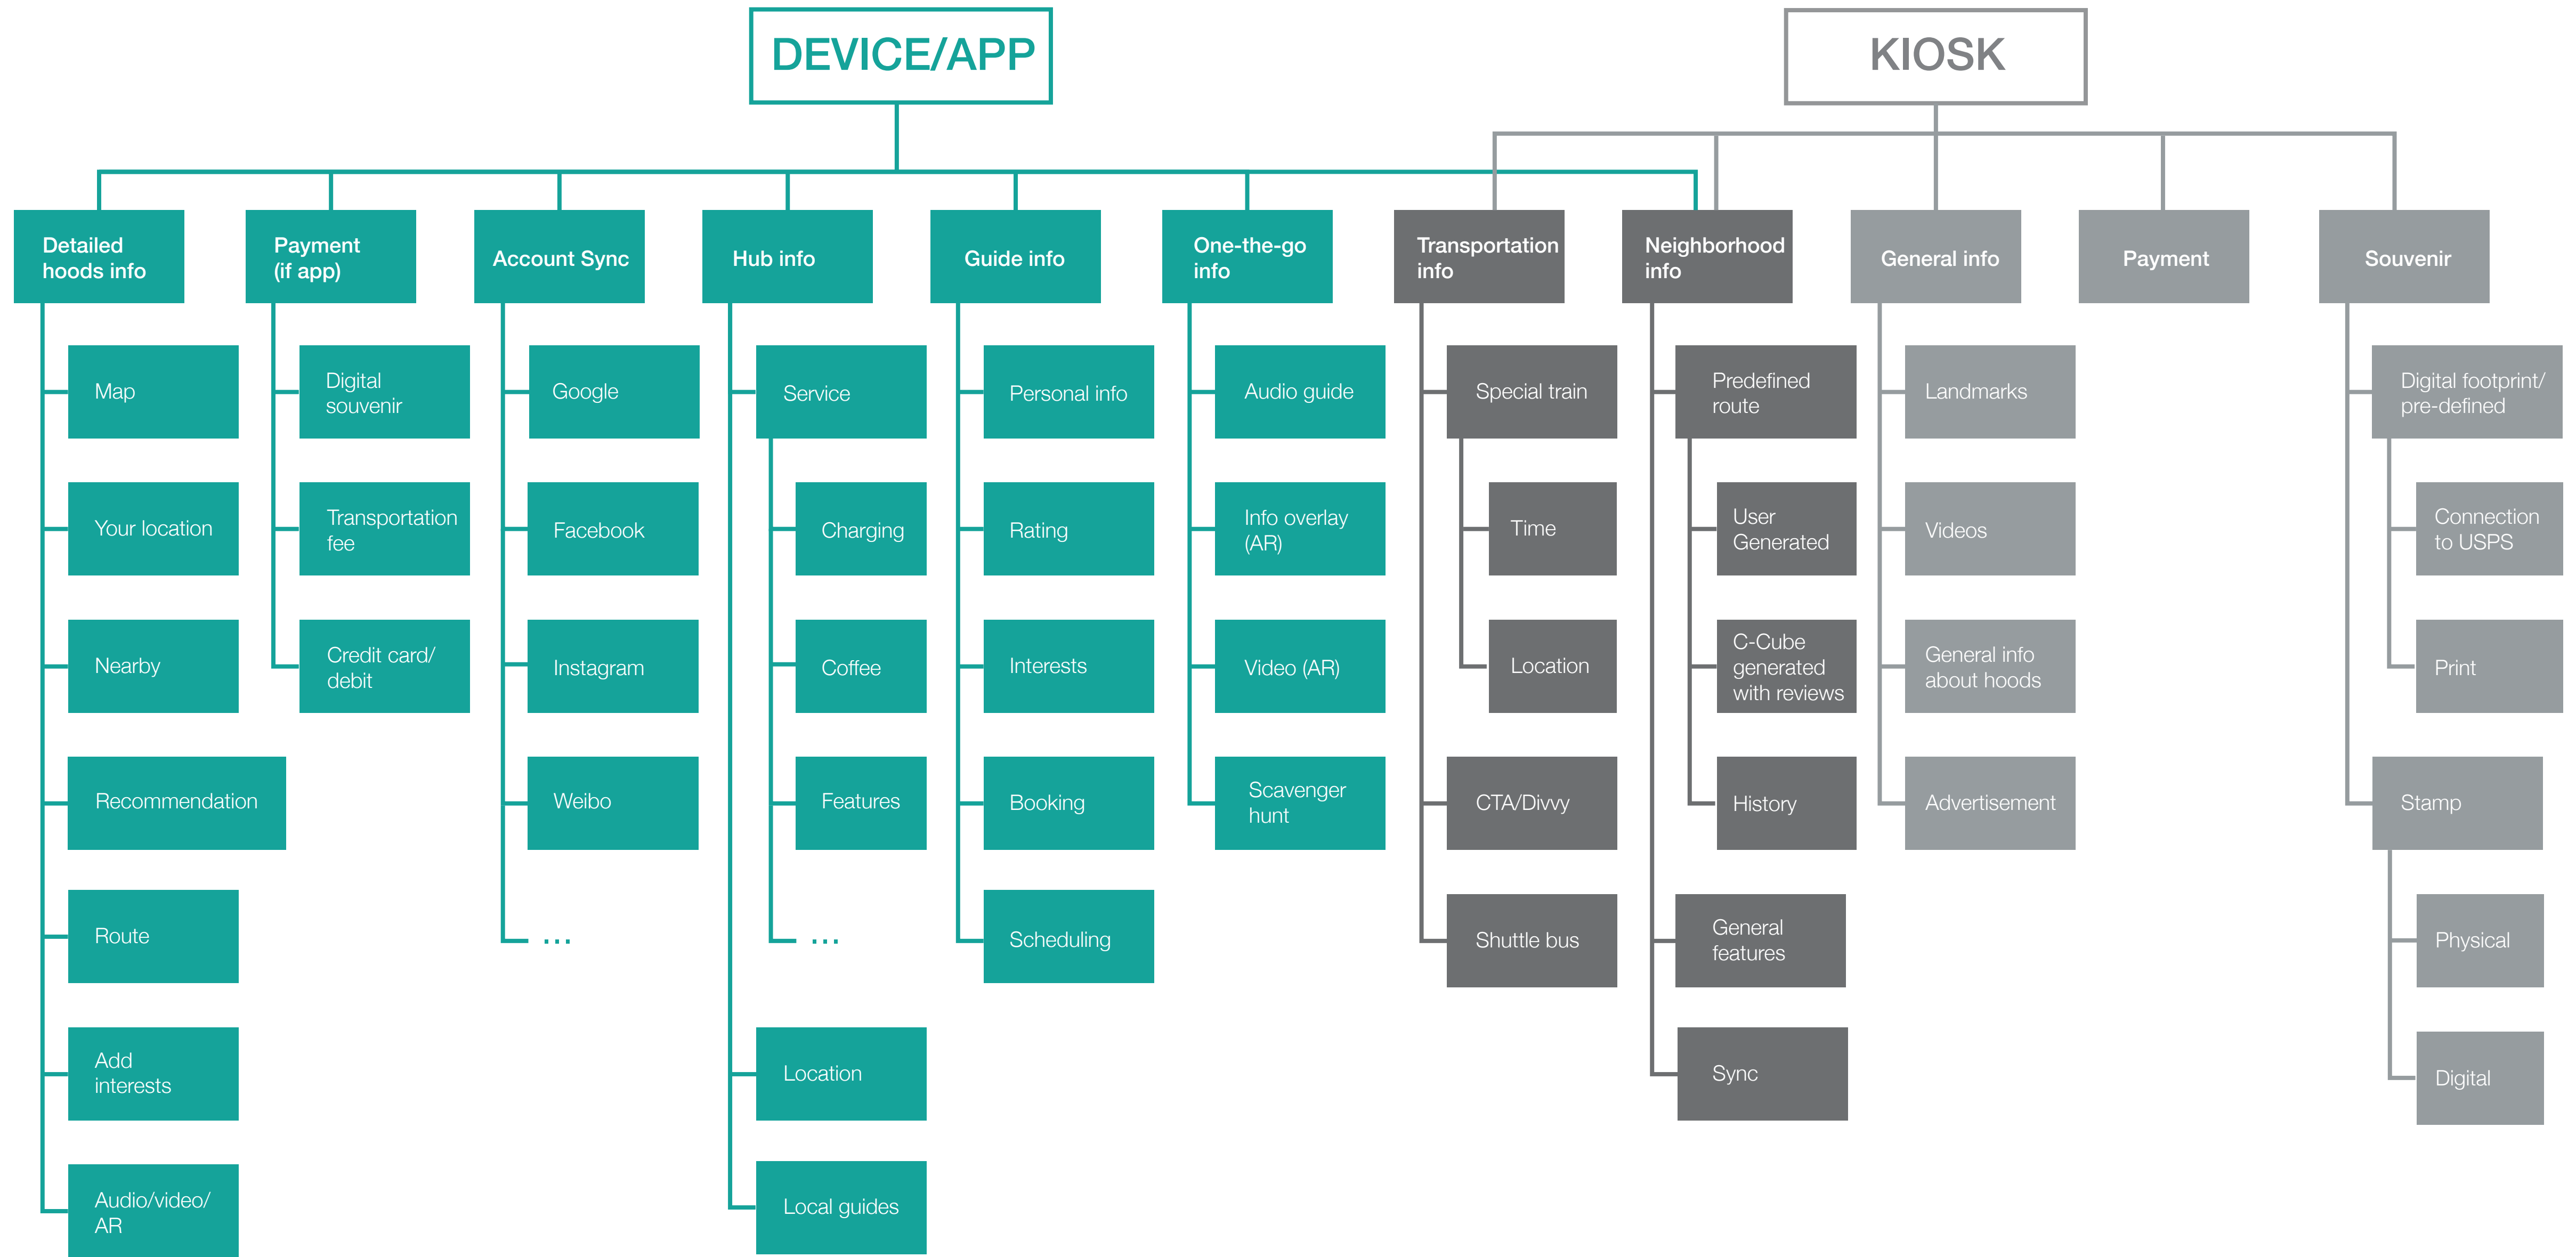 DEVICE/APP
KIOSK
Detailed
hoods info
Payment
(if app)
Account Sync
Hub info
Guide info
One-the-go
info
Transportation
info
Neighborhood
info
General info
Payment
Souvenir
Map
Your location
Nearby
Recommendation
Route
Add
interests
Audio/video/
AR
Digital
souvenir
Transportation
fee
Credit card/
debit
Google
Facebook
Instagram
Weibo
...
Service
Charging
Coffee
Features
...
Location
Local guides
Personal info
Rating
Interests
Booking
Scheduling
Audio guide
Info overlay
(AR)
Video (AR)
Scavenger
hunt
Special train
Time
Location
CTA/Divvy
Shuttle bus
Predefined
route
User
Generated
C-Cube
generated
with reviews
History
General
features
Sync
Landmarks
Videos
General info
about hoods
Advertisement
Digital footprint/
pre-defined
Connection
to USPS
Print
Stamp
Physical
Digital